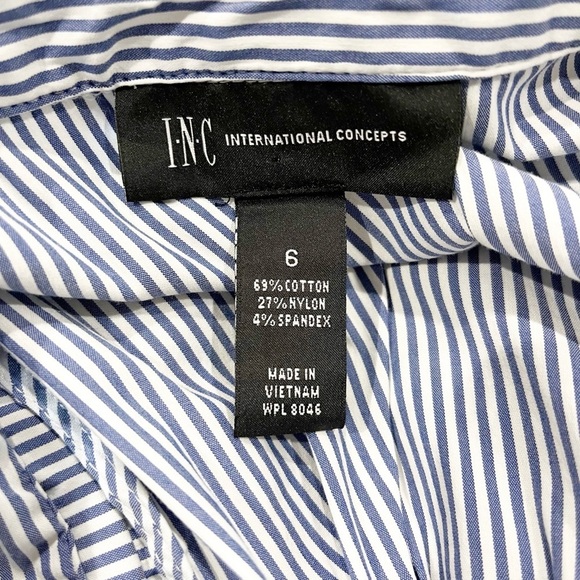 I·N·C INTERNATIONAL CONCEPTS
6
69%COTTON
27%NYLON
4%SPANDEX
MADE IN
VIETNAM
WPL 8046